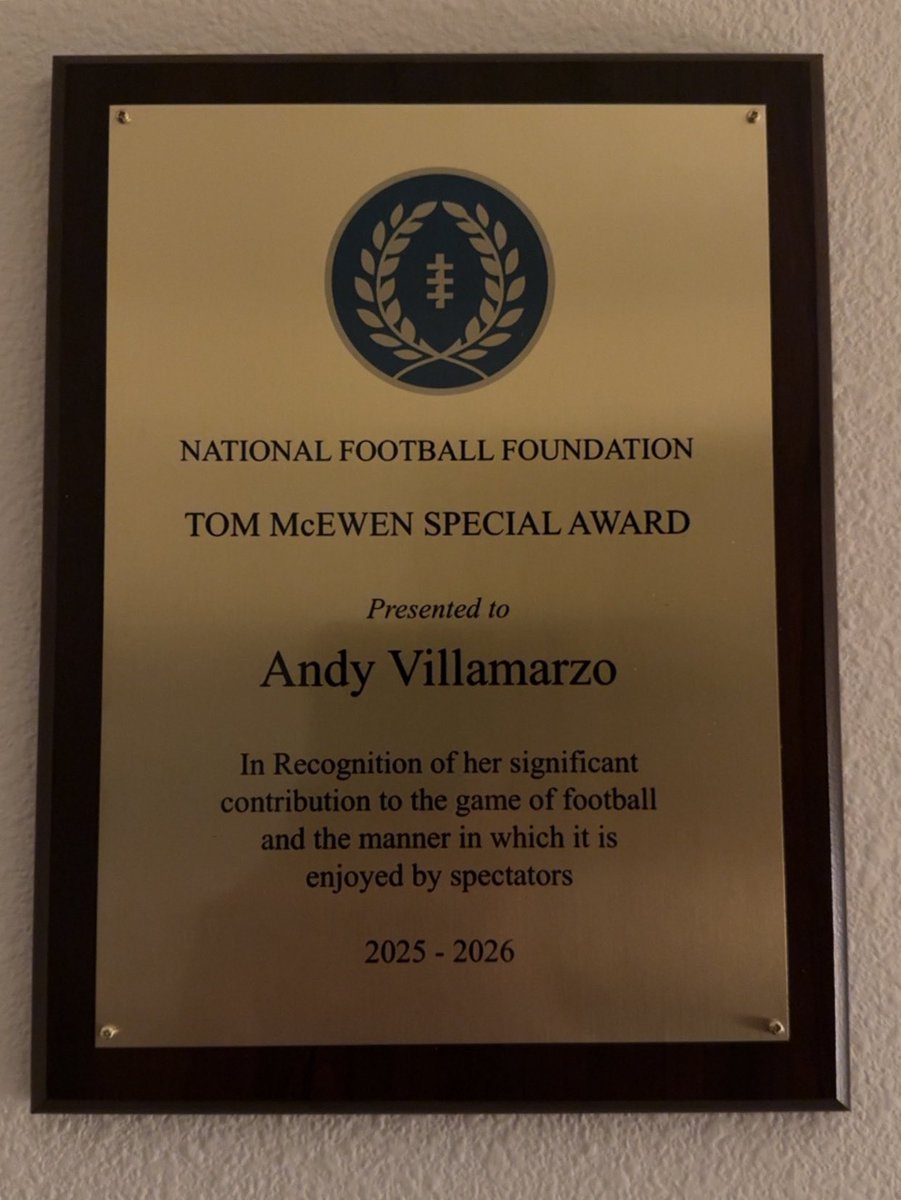 NATIONAL FOOTBALL FOUNDATION
TOM McEWEN SPECIAL AWARD
Presented to
Andy Villamarzo
In Recognition of her significant
contribution to the game of football
and the manner in which it is
enjoyed by spectators
2025 - 2026